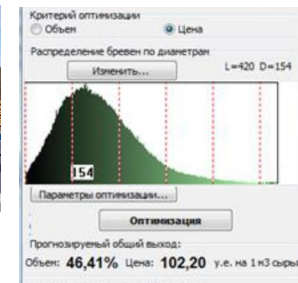 Критерий оптимизации
Объем Цена
Распределение бревен по диаметрам
Изменить... L=420 D=154
154
Параметры оптимизации...
Оптимизация
Прогнозируемый общий выход:
Объем: 46,41% Цена: 102,20 у.е. на 1 м3 сырья